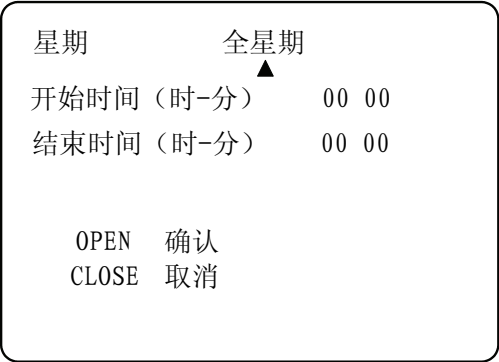 星期 全星期
▲
开始时间（时-分） 00 00
结束时间（时-分） 00 00
OPEN 确认
CLOSE 取消